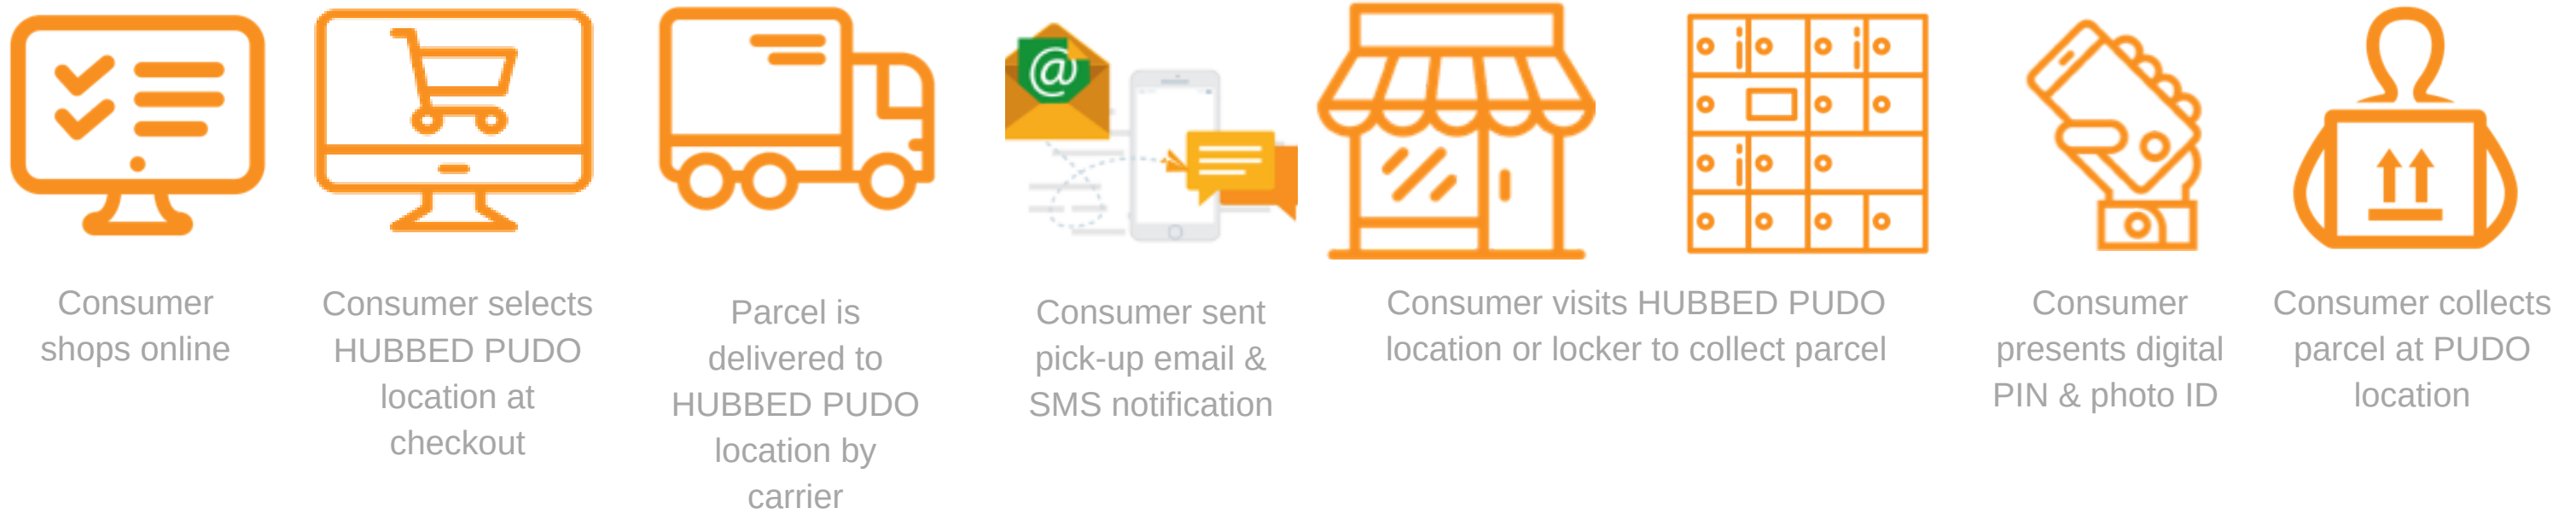 Consumer
shops online
Consumer selects
HUBBED PUDO
location at
checkout
Parcel is
delivered to
HUBBED PUDO
location by
carrier
@
Consumer sent
pick-up email &
SMS notification
Consumer visits HUBBED PUDO
location or locker to collect parcel
Consumer
presents digital
PIN & photo ID
Consumer collects
parcel at PUDO
location